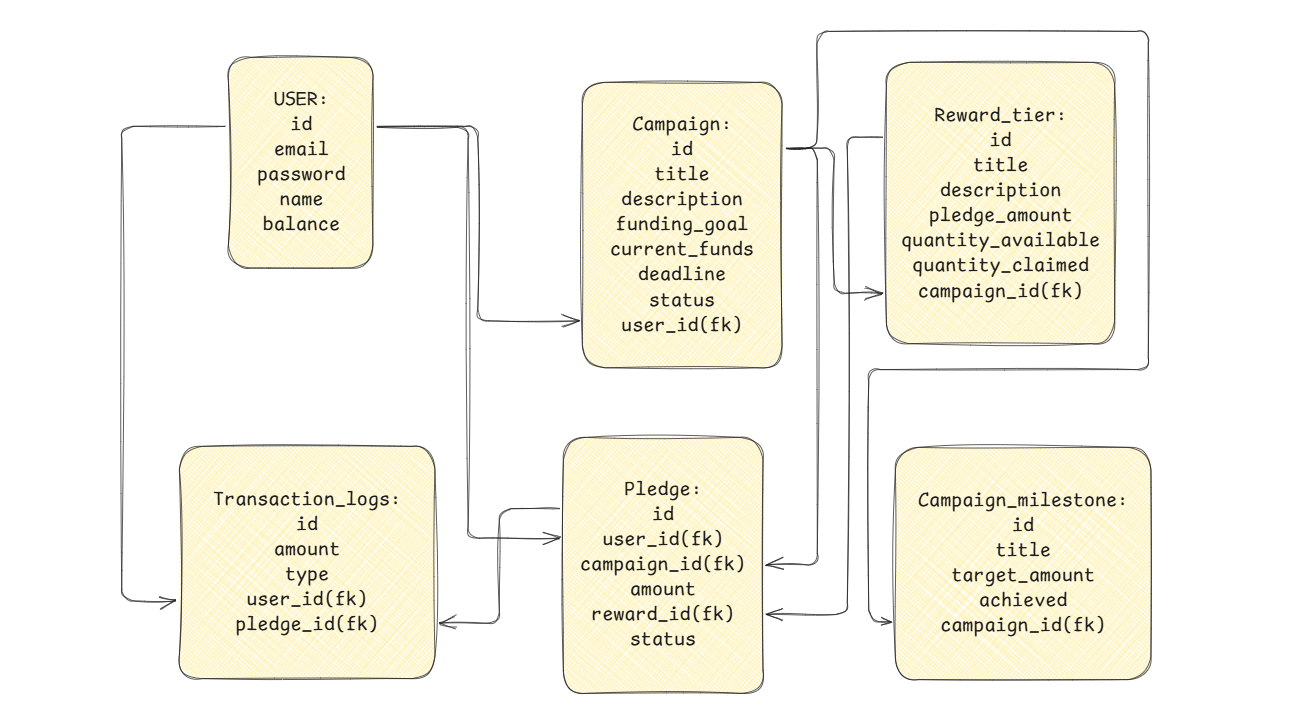 USER:
id
email
password
name
balance
Campaign:
id
title
description
funding_goal
current_funds
deadline
status
user_id(fk)
Reward_tier:
id
title
description
pledge_amount
quantity_available
quantity_claimed
campaign_id(fk)
Transaction_logs:
id
amount
type
user_id(fk)
pledge_id(fk)
Pledge:
id
user_id(fk)
campaign_id(fk)
amount
reward_id(fk)
status
Campaign_milestone:
id
title
target_amount
achieved
campaign_id(fk)